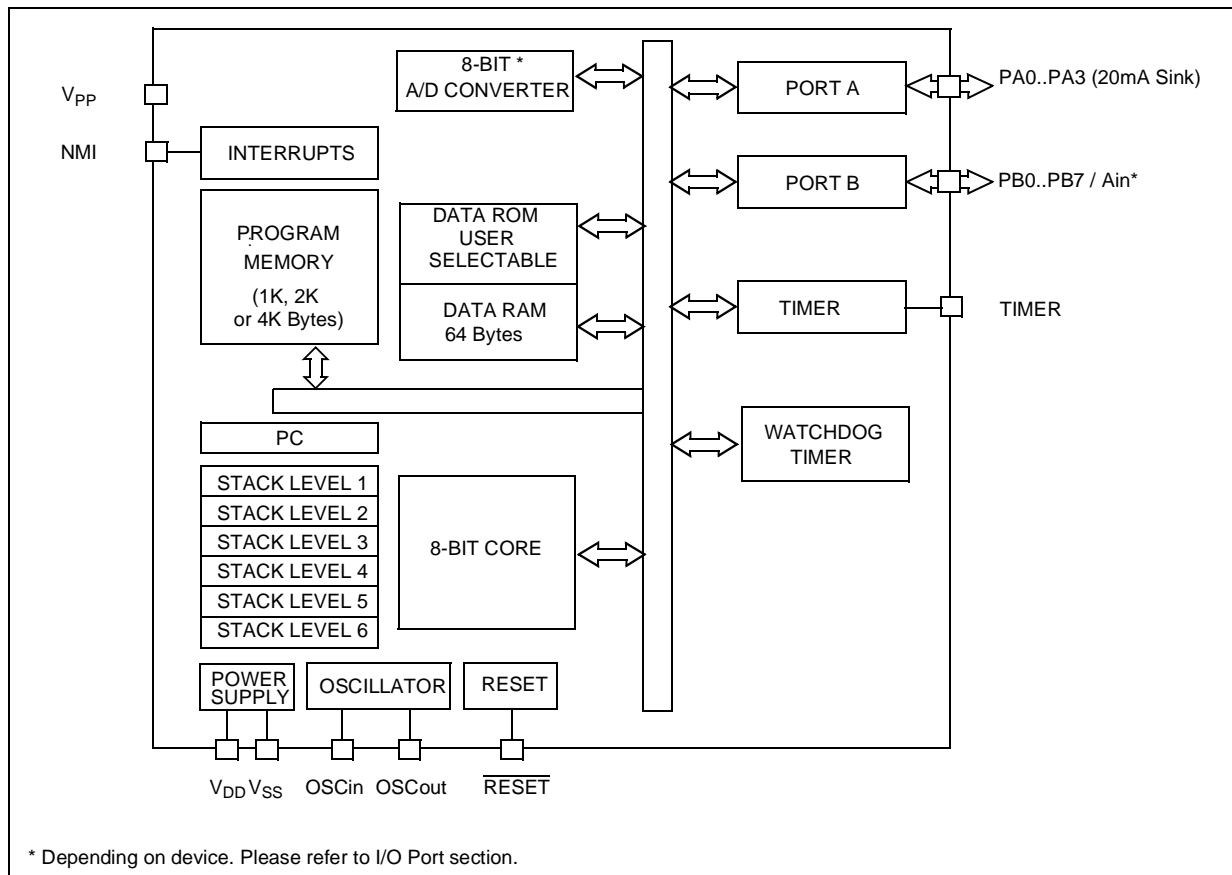 8-BIT *
A/D CONVERTER
PORT A
PA0..PA3 (20mA Sink)
VPP
NMI
INTERRUPTS
PORT B
PB0..PB7 / Ain*
PROGRAM
MEMORY
(1K, 2K
or 4K Bytes)
DATA ROM
USER
SELECTABLE
DATA RAM
64 Bytes
TIMER
TIMER
PC
WATCHDOG
TIMER
STACK LEVEL 1
STACK LEVEL 2
STACK LEVEL 3
STACK LEVEL 4
STACK LEVEL 5
STACK LEVEL 6
8-BIT CORE
POWER
SUPPLY
OSCILLATOR
RESET
VDD VSS OSCin OSCout RESET
* Depending on device. Please refer to I/O Port section.